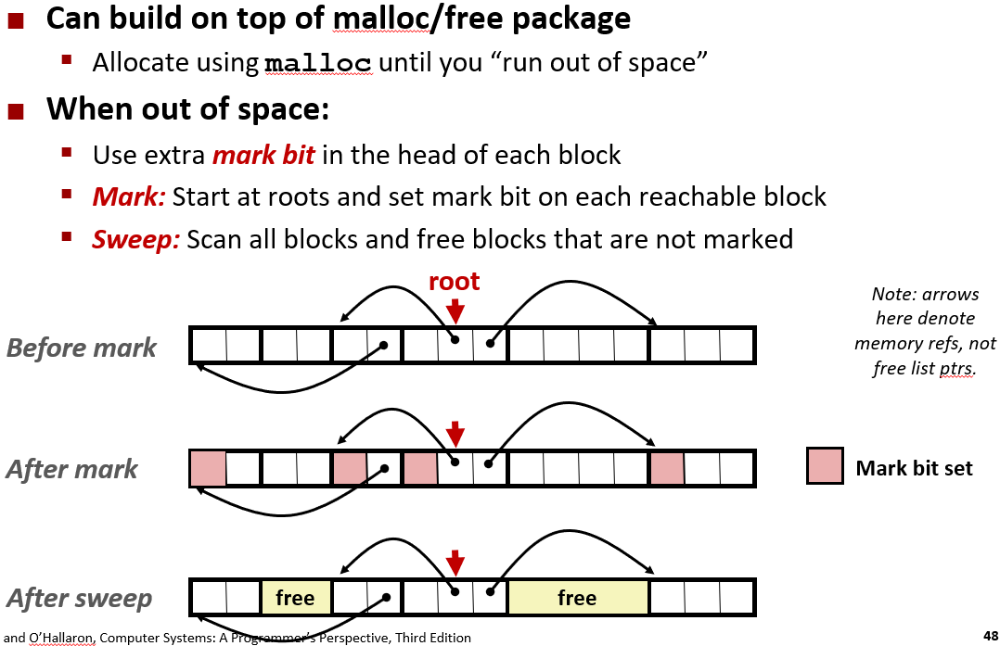 Can build on top of malloc/free package
Allocate using malloc until you “run out of space”
When out of space:
Use extra mark bit in the head of each block
Mark: Start at roots and set mark bit on each reachable block
Sweep: Scan all blocks and free blocks that are not marked
root
Note: arrows
here denote
memory refs, not
free list ptrs.
Before mark
After mark
Mark bit set
After sweep
free
free
and O’Hallaron, Computer Systems: A Programmer’s Perspective, Third Edition
48